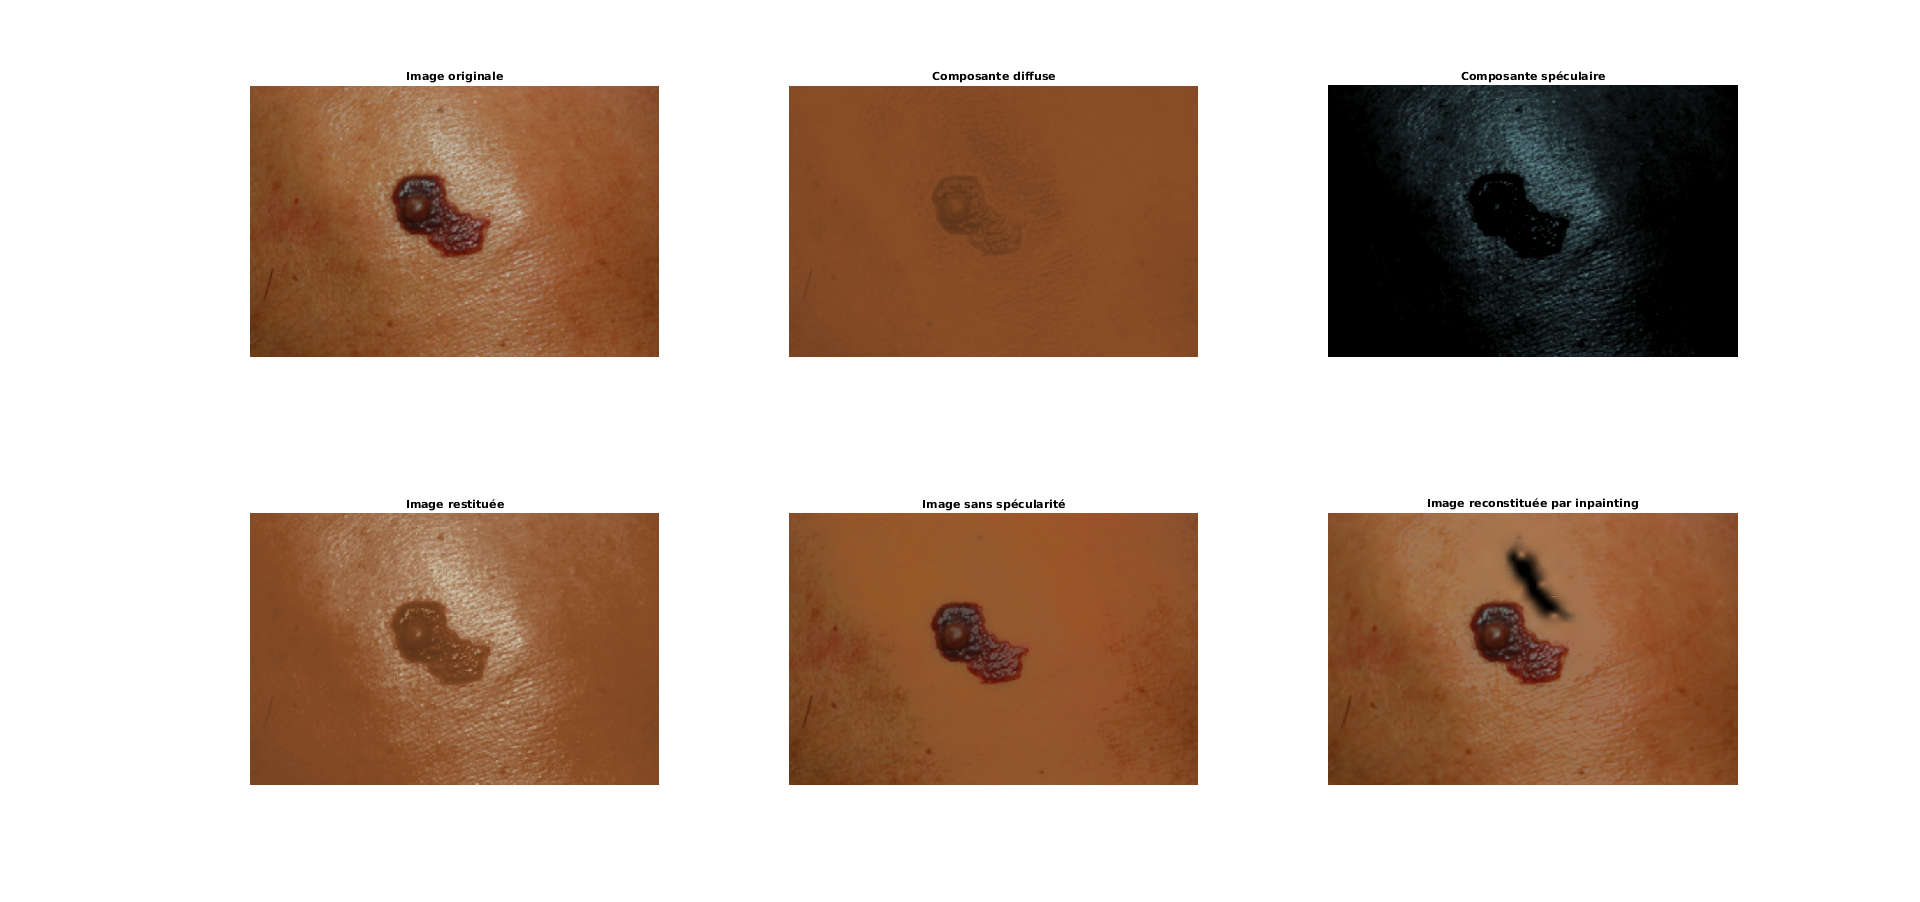 Image originale
Composante diffuse
Composante spéculaire
Image restituée
Image sans spécularité
Image reconstituée par inpainting